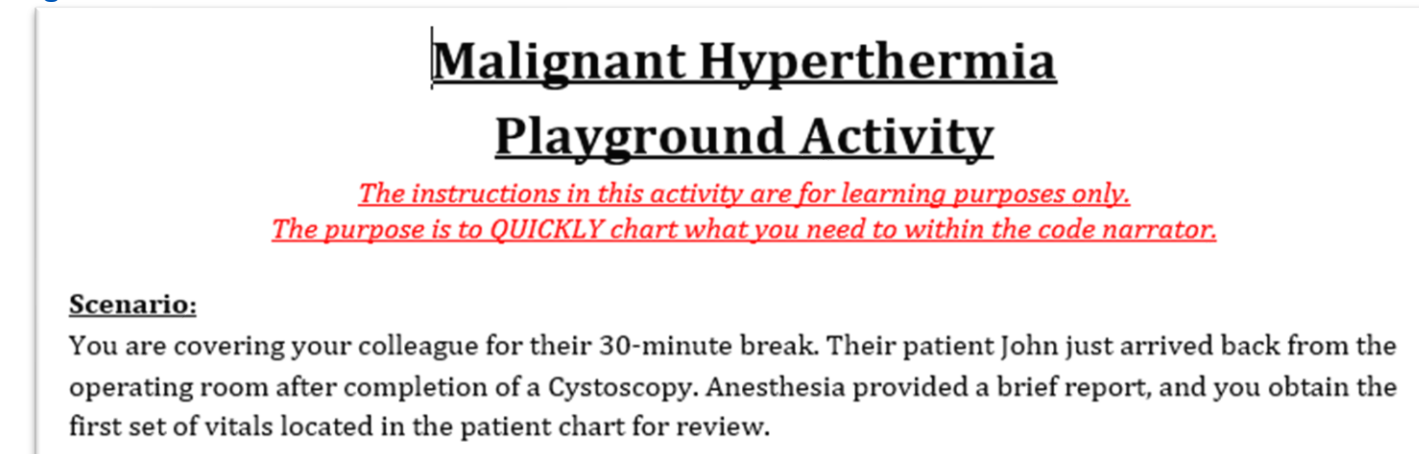 Malignant Hyperthermia
Playground Activity
The instructions in this activity are for learning purposes only.
The purpose is to QUICKLY chart what you need to within the code narrator.
Scenario:
You are covering your colleague for their 30-minute break. Their patient John just arrived back from the
operating room after completion of a Cystoscopy. Anesthesia provided a brief report, and you obtain the
first set of vitals located in the patient chart for review.